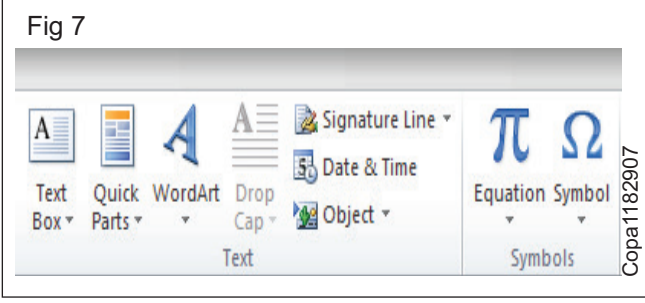 Fig 7
Text Box
Quick Parts
WordArt
Drop Cap
Signature Line
Date & Time
Object
Text
Equation
Symbol
Symbols
Copa1182907